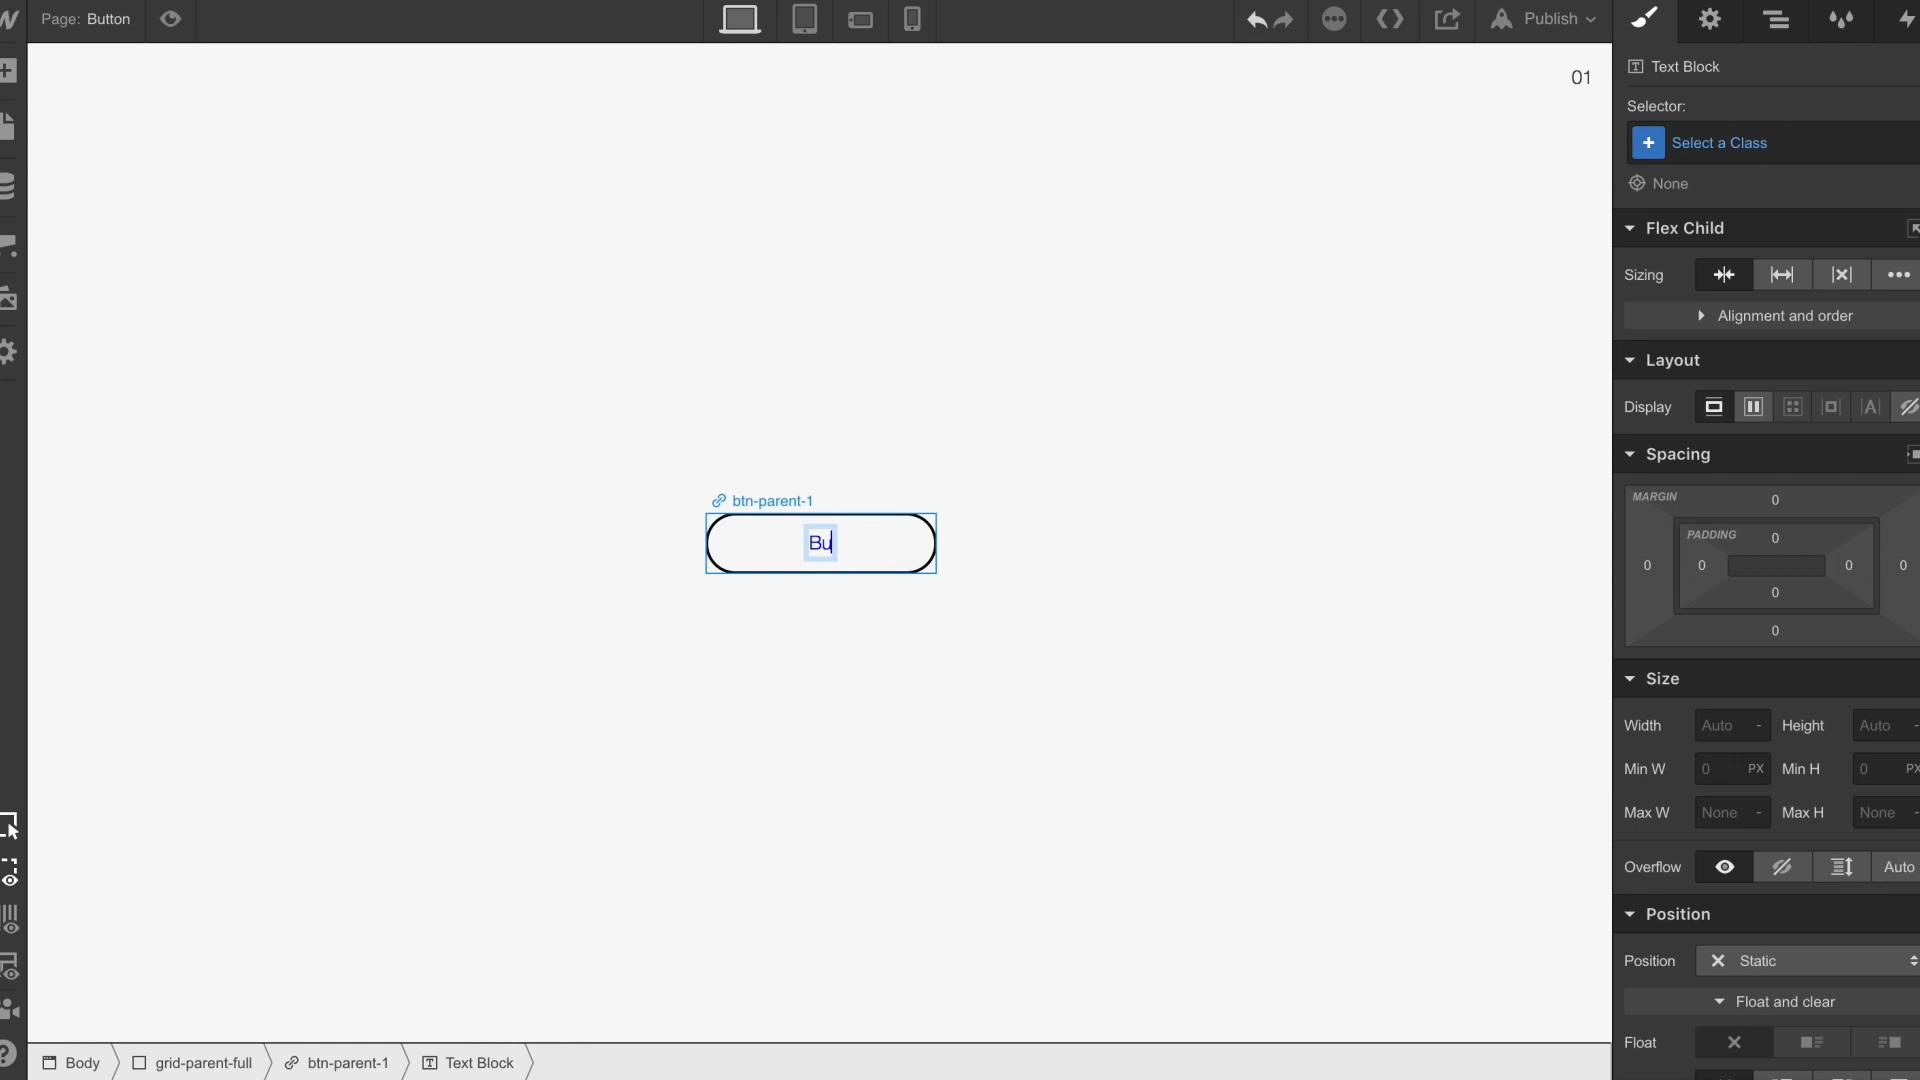 Page: Button
Publish
Text Block
01
Selector:
+ Select a Class
None
Flex Child
Sizing
Alignment and order
Layout
Display
Spacing
MARGIN
0
PADDING
0
0
0
0
0
0
0
Size
Width Auto - Height Auto -
Min W 0 PX Min H 0 PX
Max W None - Max H None -
Overflow Auto
Position
Position Static
Float and clear
Float
btn-parent-1
Bu
Body grid-parent-full btn-parent-1 Text Block